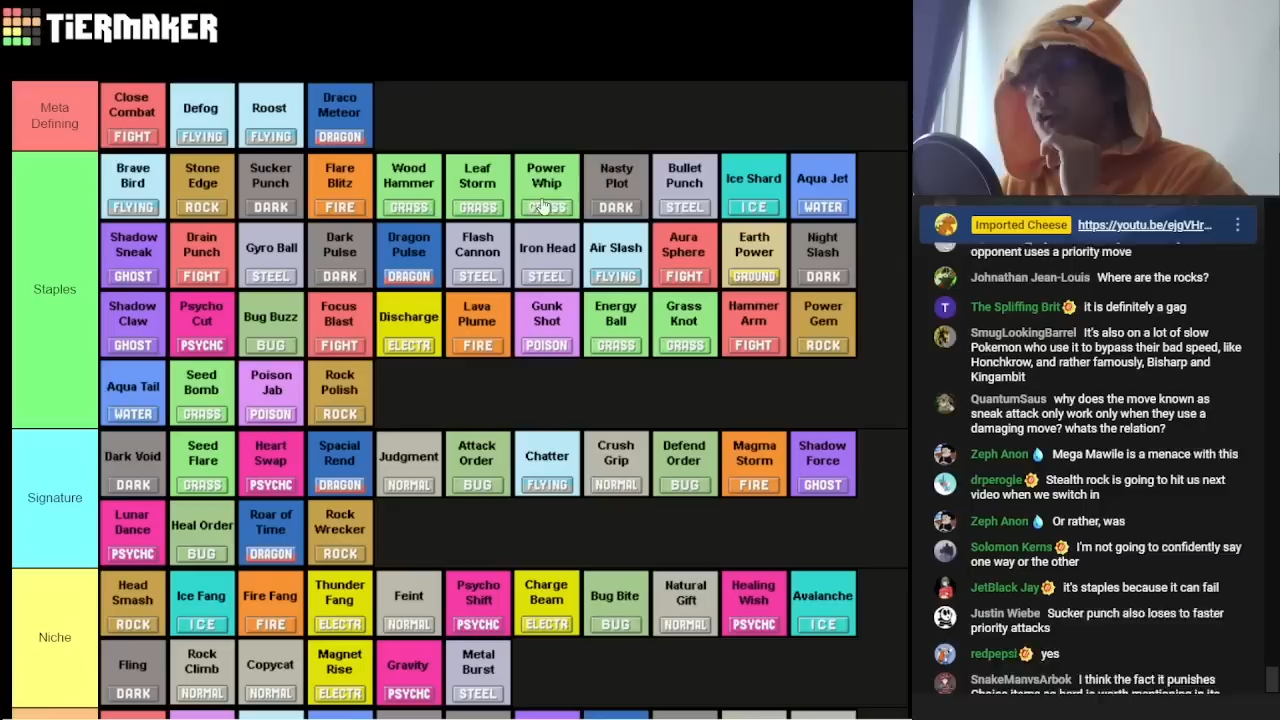 TiERMAKER
Meta Defining
Close Combat FIGHT
Defog FLYING
Roost FLYING
Draco Meteor DRAGON
Staples
Brave Bird FLYING
Stone Edge ROCK
Sucker Punch DARK
Flare Blitz FIRE
Wood Hammer GRASS
Leaf Storm GRASS
Power Whip GRASS
Nasty Plot DARK
Bullet Punch STEEL
Ice Shard ICE
Aqua Jet WATER
Shadow Sneak GHOST
Drain Punch FIGHT
Gyro Ball STEEL
Dark Pulse DARK
Dragon Pulse DRAGON
Flash Cannon STEEL
Iron Head STEEL
Air Slash FLYING
Aura Sphere FIGHT
Earth Power GROUND
Night Slash DARK
Shadow Claw GHOST
Psycho Cut PSYCHC
Bug Buzz BUG
Focus Blast FIGHT
Discharge ELECTR
Lava Plume FIRE
Gunk Shot POISON
Energy Ball GRASS
Grass Knot GRASS
Hammer Arm FIGHT
Power Gem ROCK
Aqua Tail WATER
Seed Bomb GRASS
Poison Jab POISON
Rock Polish ROCK
Signature
Dark Void DARK
Seed Flare GRASS
Heart Swap PSYCHC
Spacial Rend DRAGON
Judgment NORMAL
Attack Order BUG
Chatter FLYING
Crush Grip NORMAL
Defend Order BUG
Magma Storm FIRE
Shadow Force GHOST
Lunar Dance PSYCHC
Heal Order BUG
Roar of Time DRAGON
Rock Wrecker ROCK
Niche
Head Smash ROCK
Ice Fang ICE
Fire Fang FIRE
Thunder Fang ELECTR
Feint NORMAL
Psycho Shift PSYCHC
Charge Beam ELECTR
Bug Bite BUG
Natural Gift NORMAL
Healing Wish PSYCHC
Avalanche ICE
Fling DARK
Rock Climb NORMAL
Copycat NORMAL
Magnet Rise ELECTR
Gravity PSYCHC
Metal Burst STEEL
Imported Cheese https://youtu.be/ejgVHr...
opponent uses a priority move
Johnathan Jean-Louis Where are the rocks?
T The Spliffing Brit it is definitely a gag
SmugLookingBarrel It's also on a lot of slow
Pokemon who use it to bypass their bad speed, like
Honchkrow, and rather famously, Bisharp and
Kingambit
QuantumSaus why does the move known as
sneak attack only work only when they use a
damaging move? whats the relation?
Zeph Anon Mega Mawile is a menace with this
drperogie Stealth rock is going to hit us next
video when we switch in
Zeph Anon Or rather, was
Solomon Kerns I'm not going to confidently say
one way or the other
JetBlack Jay it's staples because it can fail
Justin Wiebe Sucker punch also loses to faster
priority attacks
redpepsi yes
SnakeManvsArbok I think the fact it punishes
Choice items so hard is worth mentioning in its